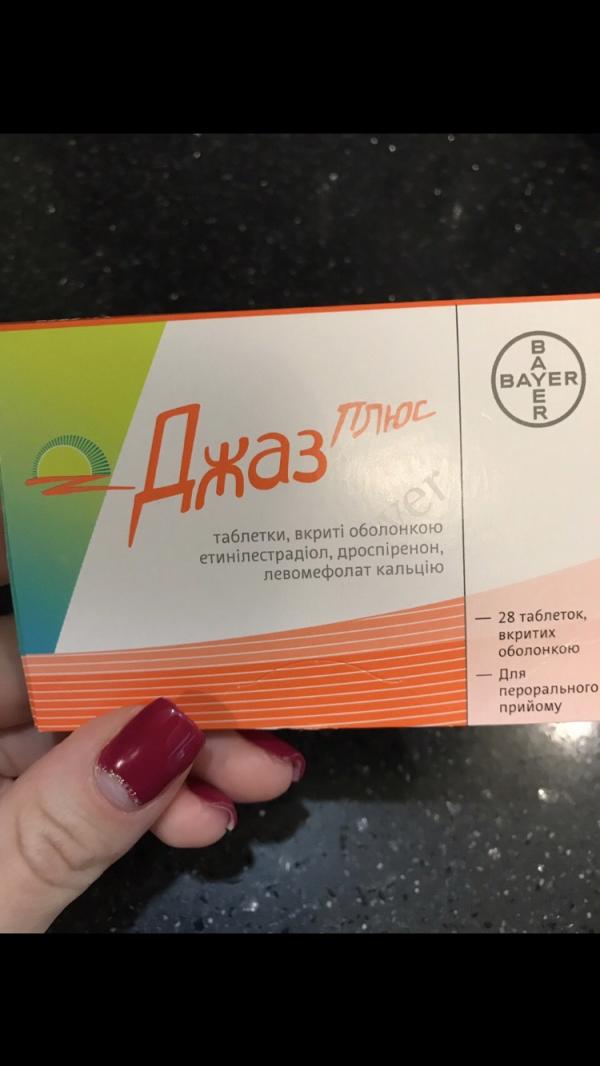 Джаз Плюс
таблетки, вкриті оболонкою
етинілестрадіол, дроспіренон,
левомефолат кальцію
BAYER
BAYER
— 28 таблеток,
вкритих
оболонкою
— Для
перорального
прийому